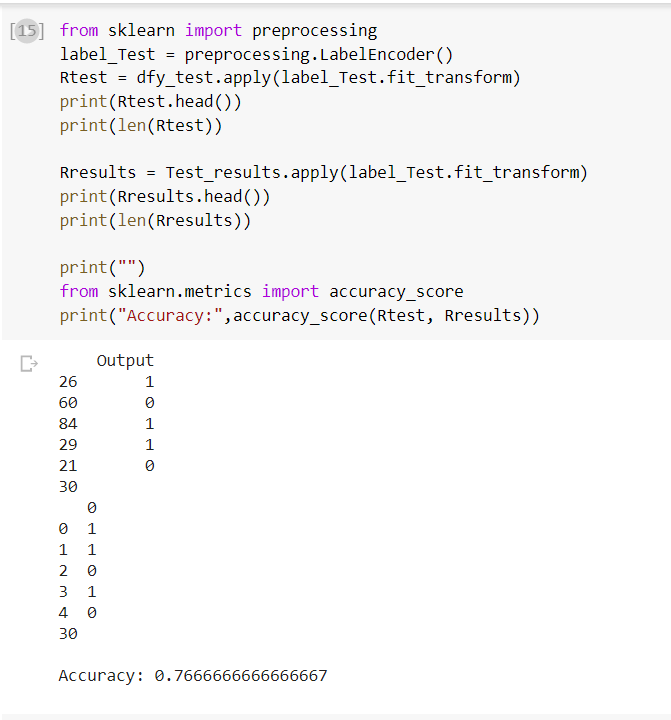 [15] from sklearn import preprocessing
label_Test = preprocessing.LabelEncoder()
Rtest = dfy_test.apply(label_Test.fit_transform)
print(Rtest.head())
print(len(Rtest))
Rresults = Test_results.apply(label_Test.fit_transform)
print(Rresults.head())
print(len(Rresults))
print("")
from sklearn.metrics import accuracy_score
print("Accuracy:",accuracy_score(Rtest, Rresults))
Output
26 1
60 0
84 1
29 1
21 0
30
0
0 1
1 1
2 0
3 1
4 0
30
Accuracy: 0.7666666666666667